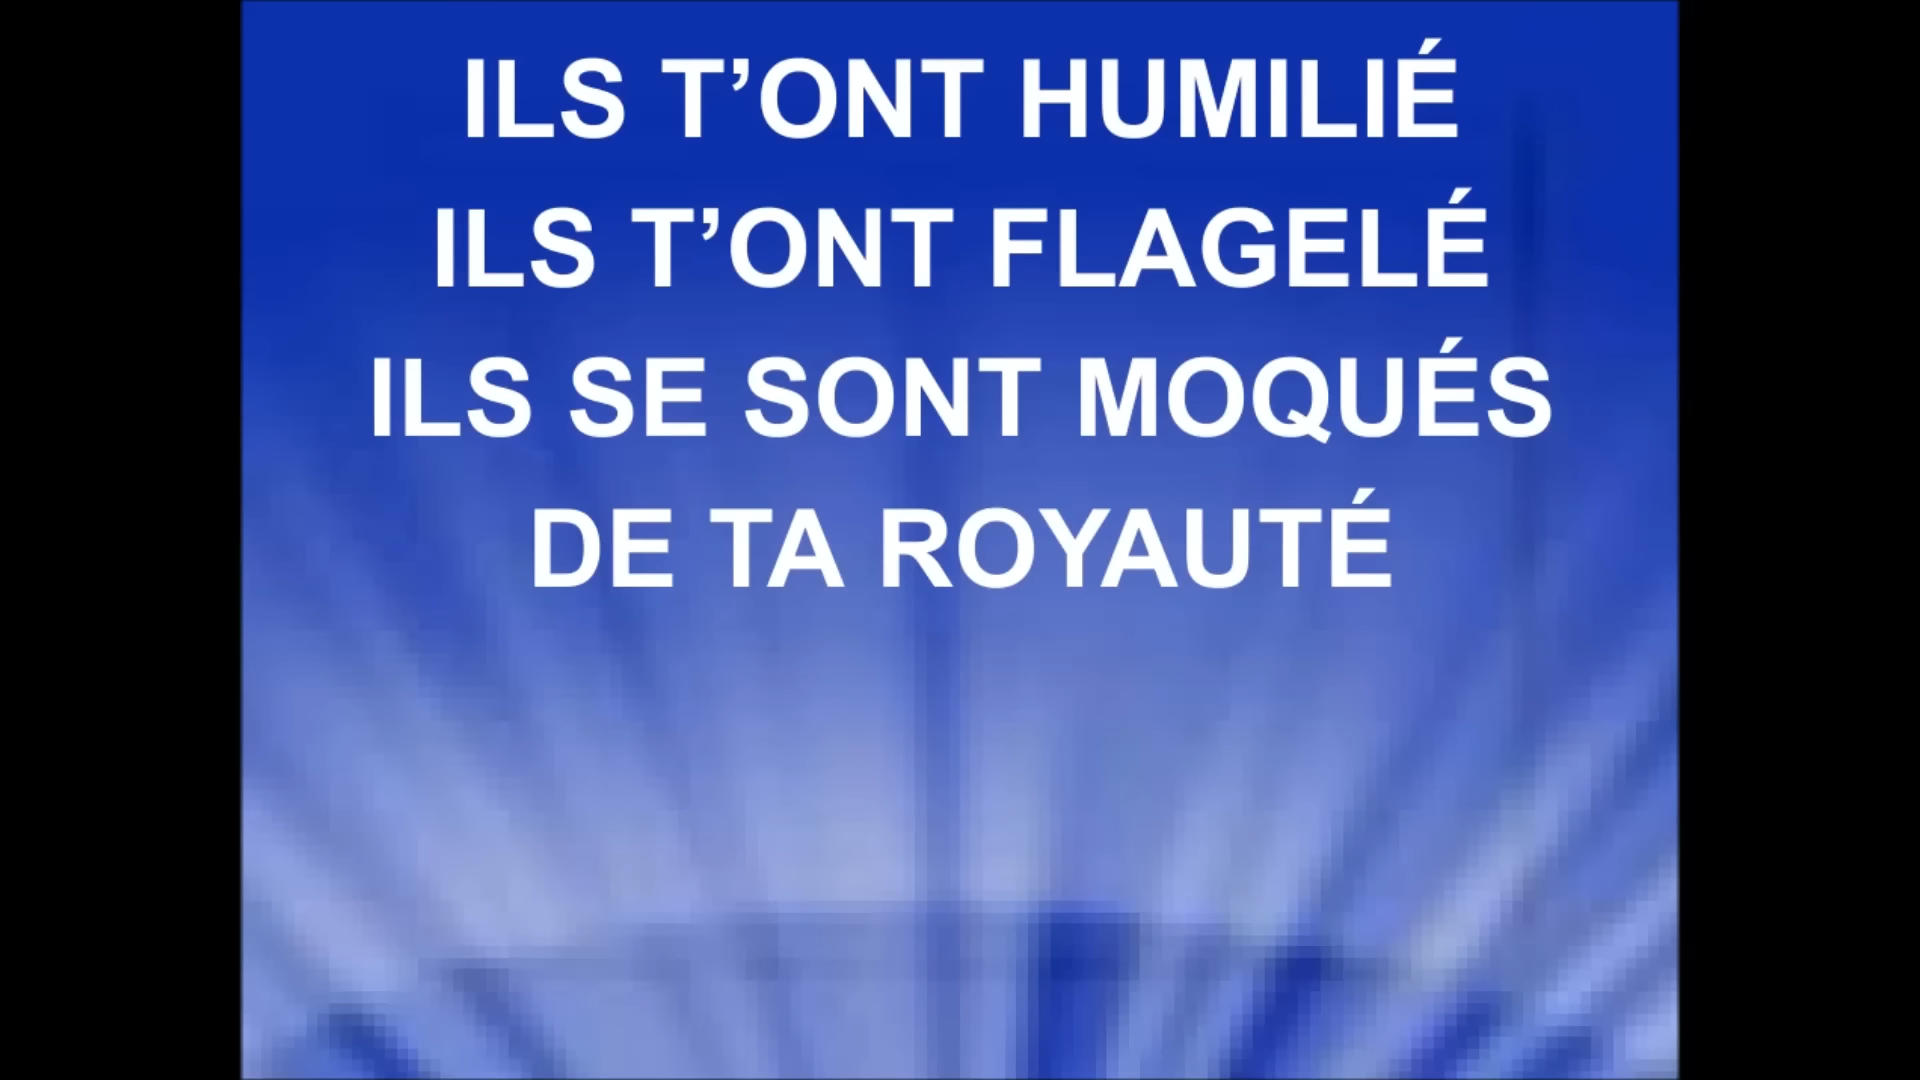 ILS T’ONT HUMILIÉ
ILS T’ONT FLAGELÉ
ILS SE SONT MOQUÉS
DE TA ROYAUTÉ